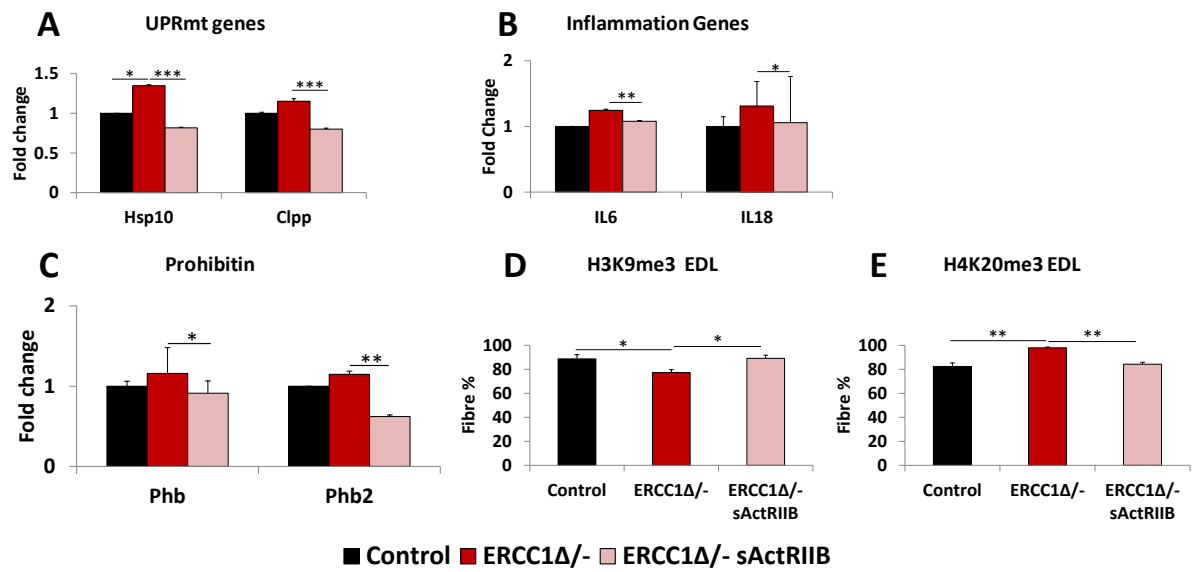 A
UPRmt genes
Fold change
1.5
1
0.5
0
*
***
***
Hsp10
Clpp
B
Inflammation Genes
Fold Change
2
1
0
**
*
IL6
IL18
C
Prohibitin
Fold change
2
1
0
*
**
Phb
Phb2
D
H3K9me3 EDL
Fibre %
100
80
60
40
20
0
*
*
Control
ERCC1Δ/-
ERCC1Δ/-
sActRIIB
E
H4K20me3 EDL
Fibre %
100
80
60
40
20
0
**
**
Control
ERCC1Δ/-
ERCC1Δ/-
sActRIIB
Control ERCC1Δ/- ERCC1Δ/- sActRIIB